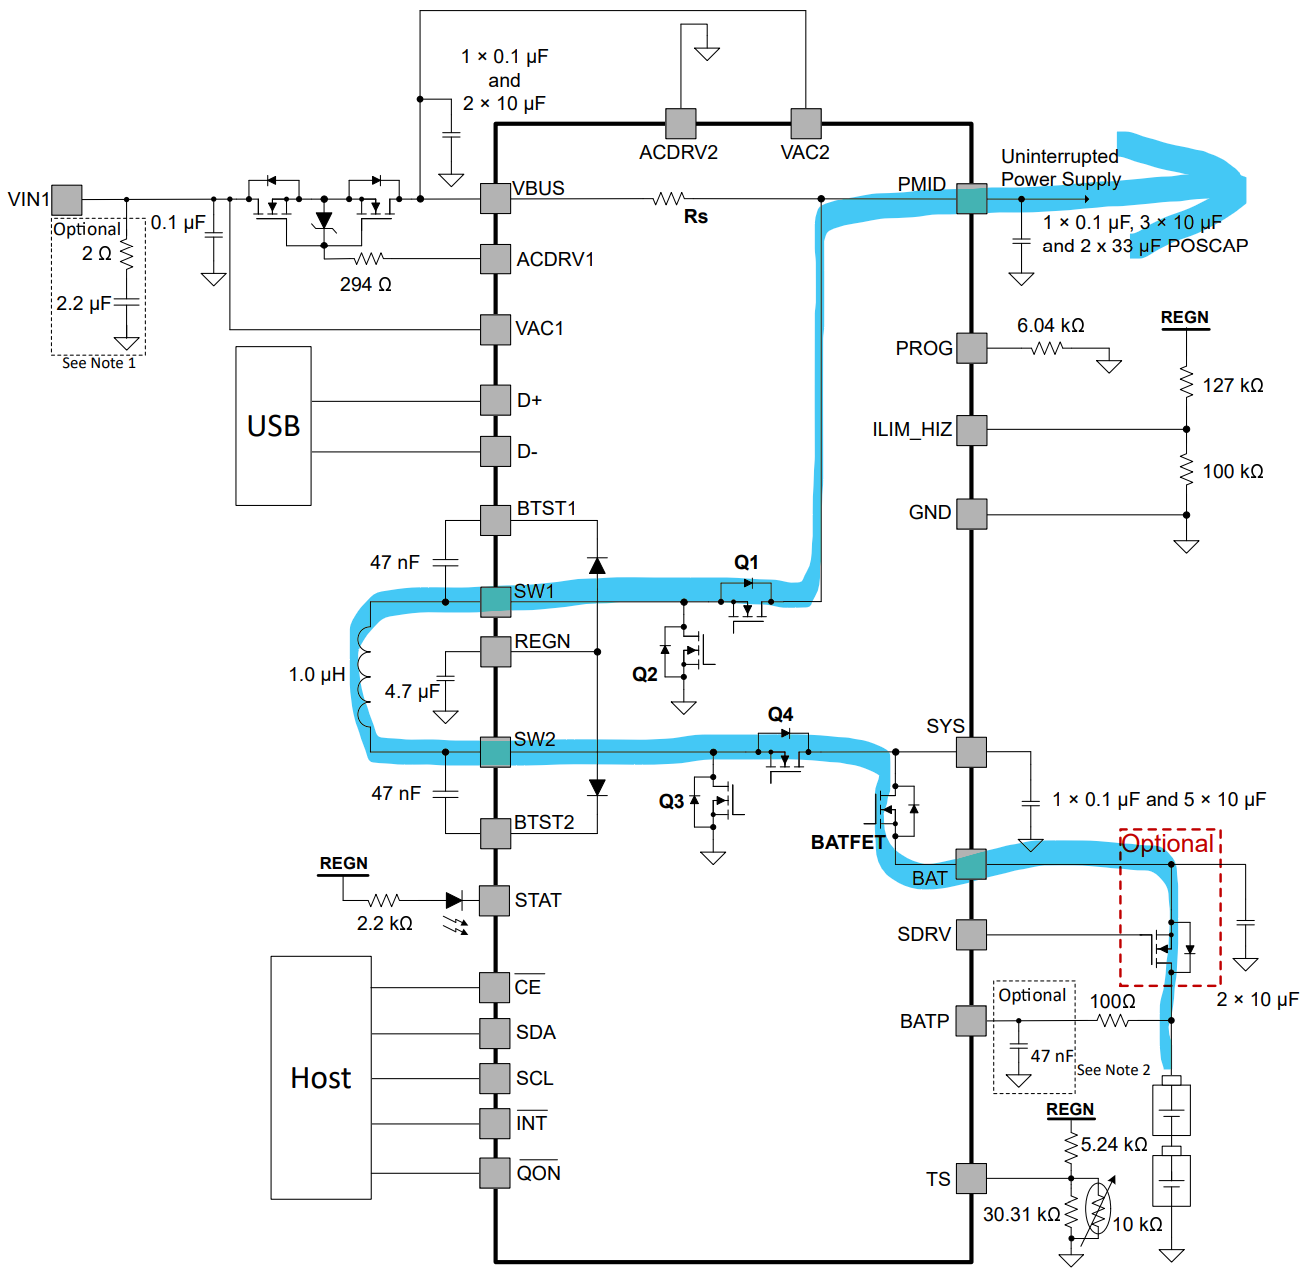 1 × 0.1 µF
and
2 × 10 µF
ACDRV2
VAC2
VIN1
VBUS
Rs
PMID
Uninterrupted
Power Supply
1 × 0.1 µF, 3 × 10 µF
and 2 x 33 µF POSCAP
Optional
2 Ω
2.2 µF
See Note 1
0.1 µF
294 Ω
ACDRV1
VAC1
PROG
6.04 kΩ
REGN
127 kΩ
USB
D+
D-
ILIM_HIZ
100 kΩ
GND
BTST1
47 nF
SW1
Q1
REGN
Q2
1.0 µH
4.7 µF
SW2
Q4
SYS
47 nF
Q3
BTST2
BATFET
1 × 0.1 µF and 5 × 10 µF
Optional
BAT
REGN
2.2 kΩ
STAT
SDRV
2 × 10 µF
Host
CE
SDA
SCL
INT
QON
BATP
Optional
47 nF
100Ω
See Note 2
REGN
5.24 kΩ
TS
30.31 kΩ
10 kΩ